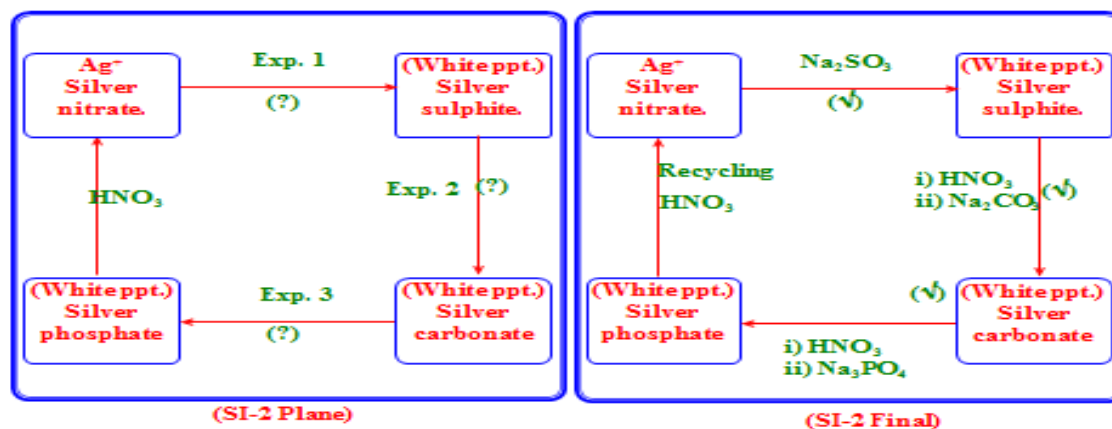 Ag⁺
Silver
nitrate.
Exp. 1
(?)
(White ppt.)
Silver
sulphite.
HNO₃
Exp. 2 (?)
(White ppt.)
Silver
phosphate
Exp. 3
(?)
(White ppt.)
Silver
carbonate
(SI-2 Plane)
Ag⁺
Silver
nitrate.
Na₂SO₃
(√)
(White ppt.)
Silver
sulphite.
Recycling
HNO₃
i) HNO₃
ii) Na₂CO₃
(√)
(White ppt.)
Silver
phosphate
(√)
i) HNO₃
ii) Na₃PO₄
(White ppt.)
Silver
carbonate
(SI-2 Final)